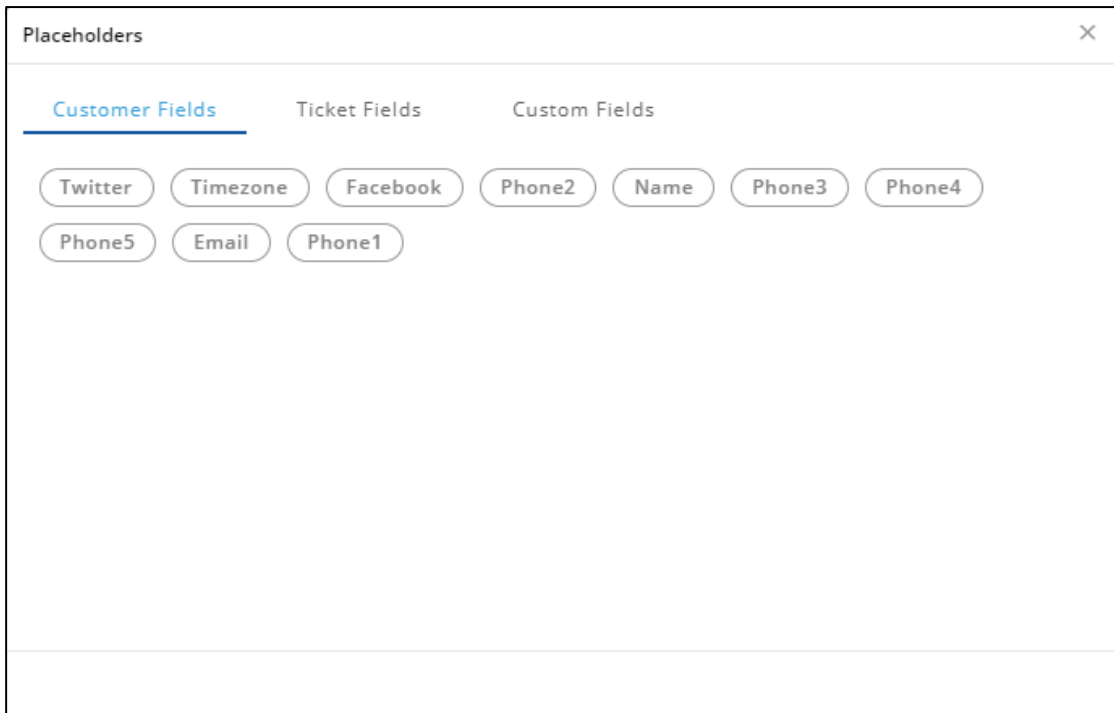 Placeholders
Customer Fields Ticket Fields Custom Fields
Twitter Timezone Facebook Phone2 Name Phone3 Phone4
Phone5 Email Phone1